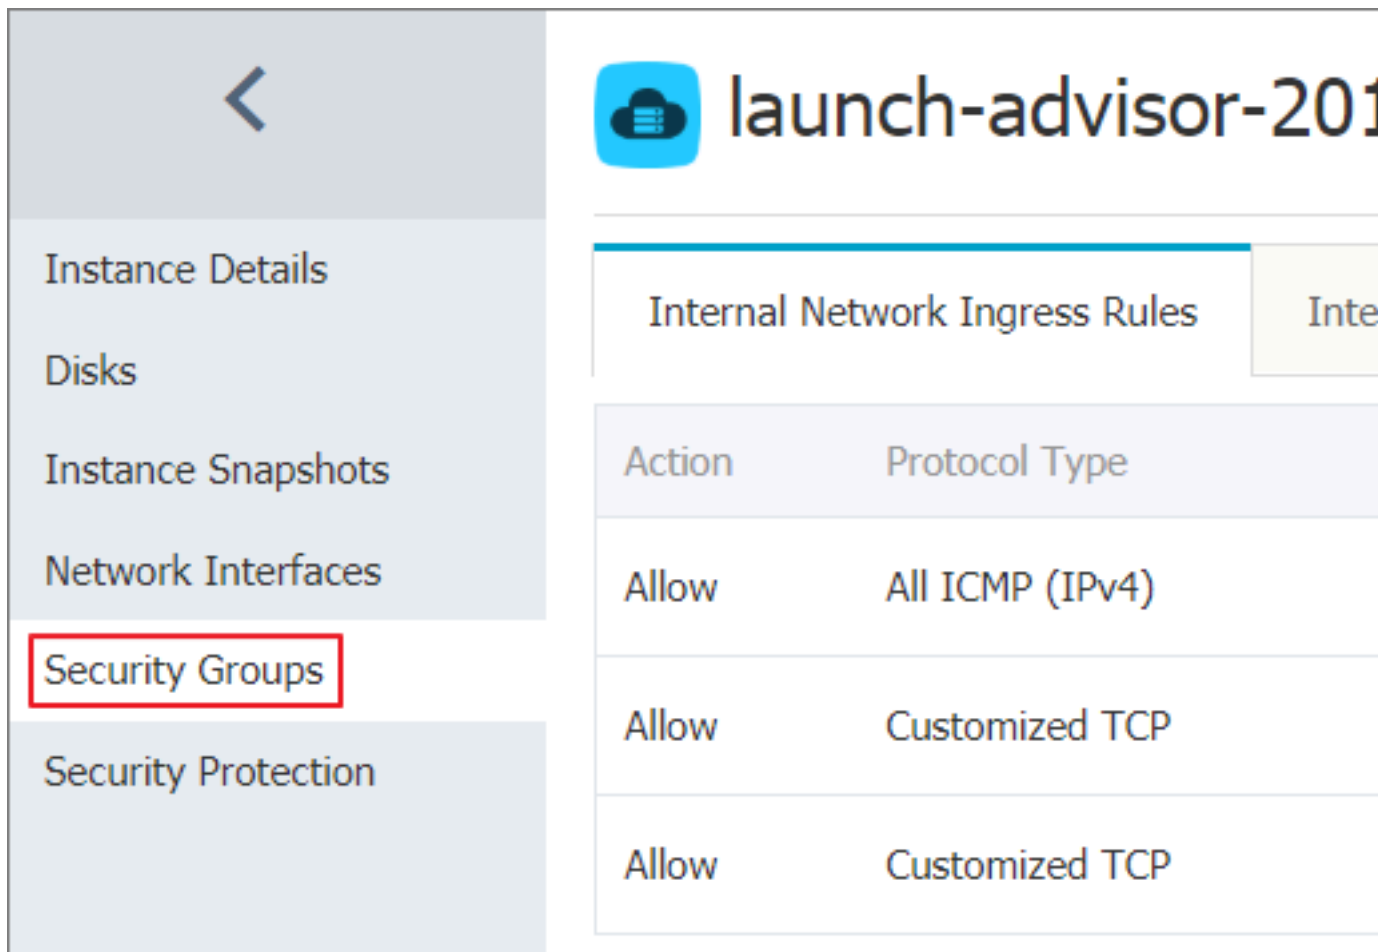 launch-advisor-201
Instance Details
Disks
Instance Snapshots
Network Interfaces
Security Groups
Security Protection
Internal Network Ingress Rules
Inte
Action Protocol Type
Allow All ICMP (IPv4)
Allow Customized TCP
Allow Customized TCP